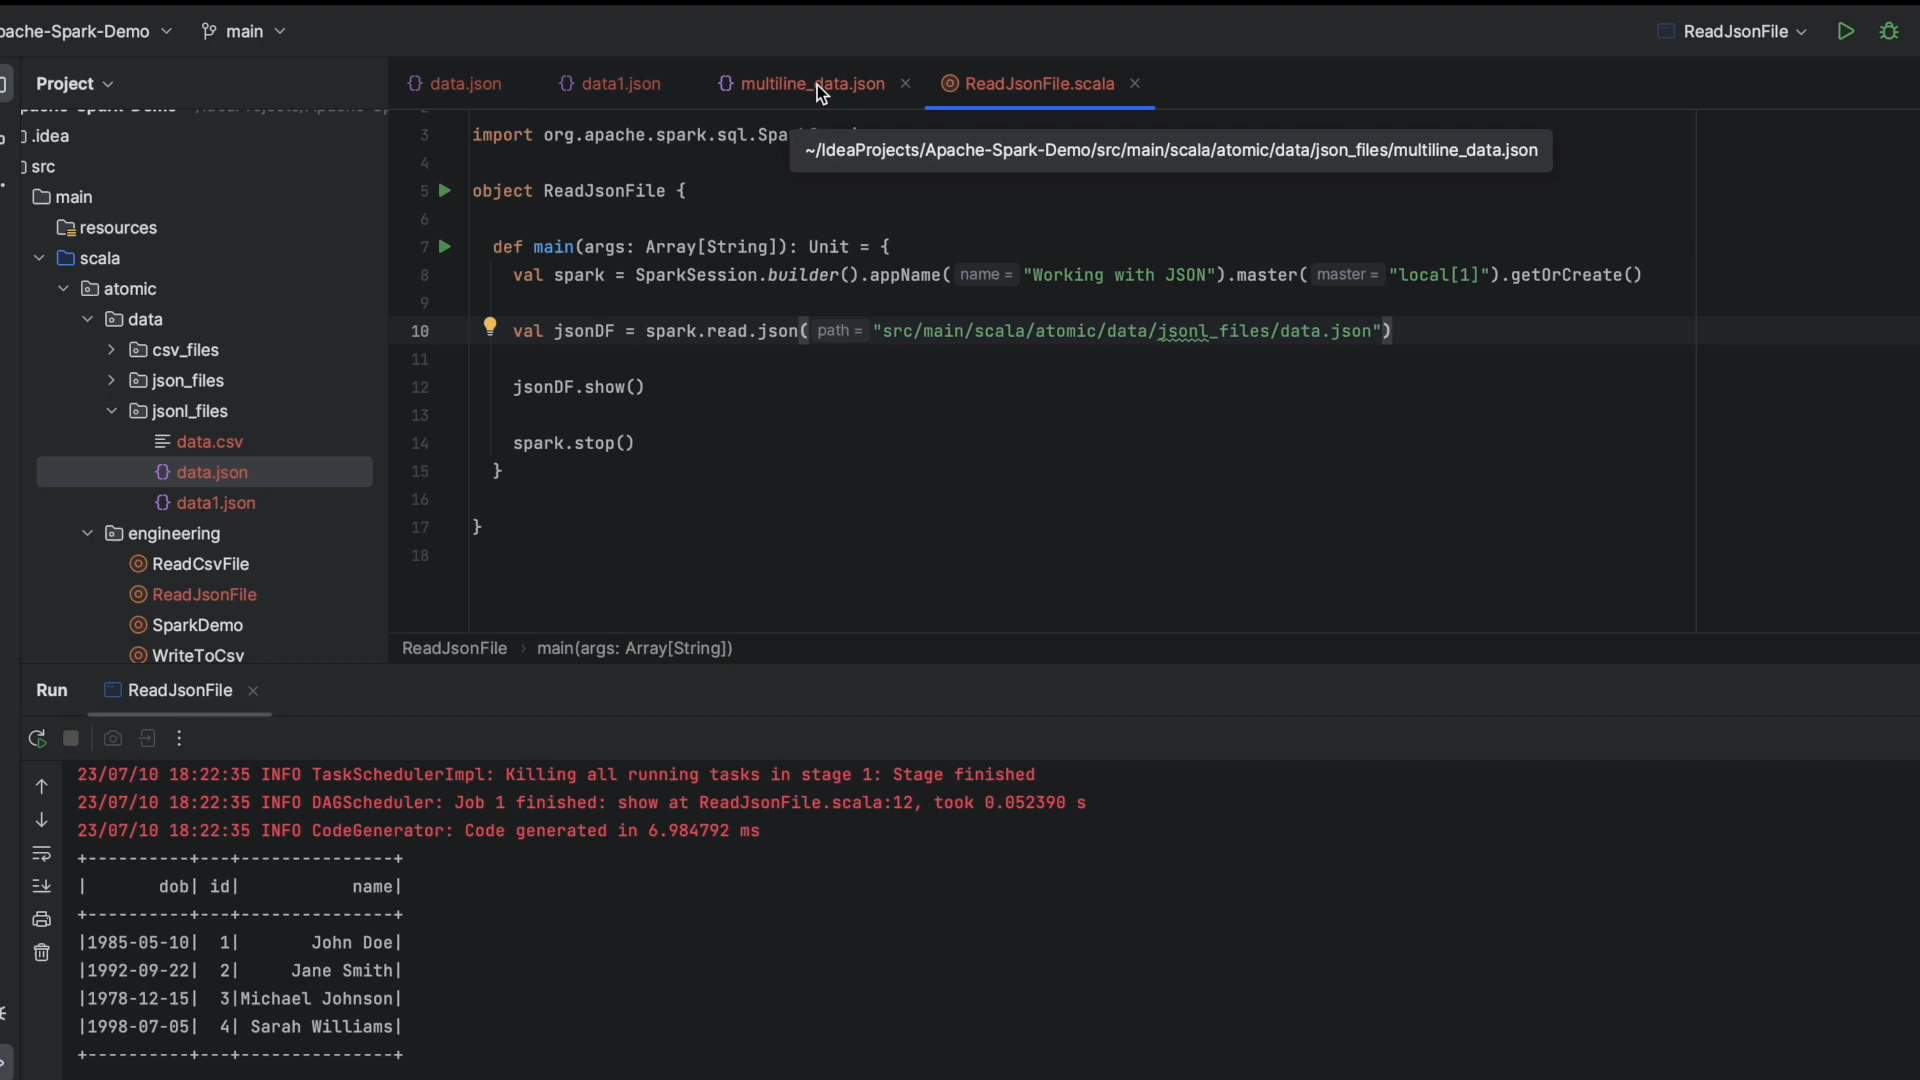 pache-Spark-Demo main ReadJsonFile
Project
data.json data1.json multiline_data.json ReadJsonFile.scala
.idea
src
main
resources
scala
atomic
data
csv_files
json_files
jsonl_files
data.csv
data.json
data1.json
engineering
ReadCsvFile
ReadJsonFile
SparkDemo
WriteToCsv
3 import org.apache.spark.sql.Spa
~/IdeaProjects/Apache-Spark-Demo/src/main/scala/atomic/data/json_files/multiline_data.json
4
5 object ReadJsonFile {
6
7 def main(args: Array[String]): Unit = {
8 val spark = SparkSession.builder().appName( name = "Working with JSON").master( master = "local[1]").getOrCreate()
9
10 val jsonDF = spark.read.json( path = "src/main/scala/atomic/data/jsonl_files/data.json")
11
12 jsonDF.show()
13
14 spark.stop()
15 }
16
17 }
18
ReadJsonFile › main(args: Array[String])
Run ReadJsonFile
23/07/10 18:22:35 INFO TaskSchedulerImpl: Killing all running tasks in stage 1: Stage finished
23/07/10 18:22:35 INFO DAGScheduler: Job 1 finished: show at ReadJsonFile.scala:12, took 0.052390 s
23/07/10 18:22:35 INFO CodeGenerator: Code generated in 6.984792 ms
+----------+---+---------------+
|       dob| id|           name|
+----------+---+---------------+
|1985-05-10|  1|       John Doe|
|1992-09-22|  2|     Jane Smith|
|1978-12-15|  3|Michael Johnson|
|1998-07-05|  4| Sarah Williams|
+----------+---+---------------+